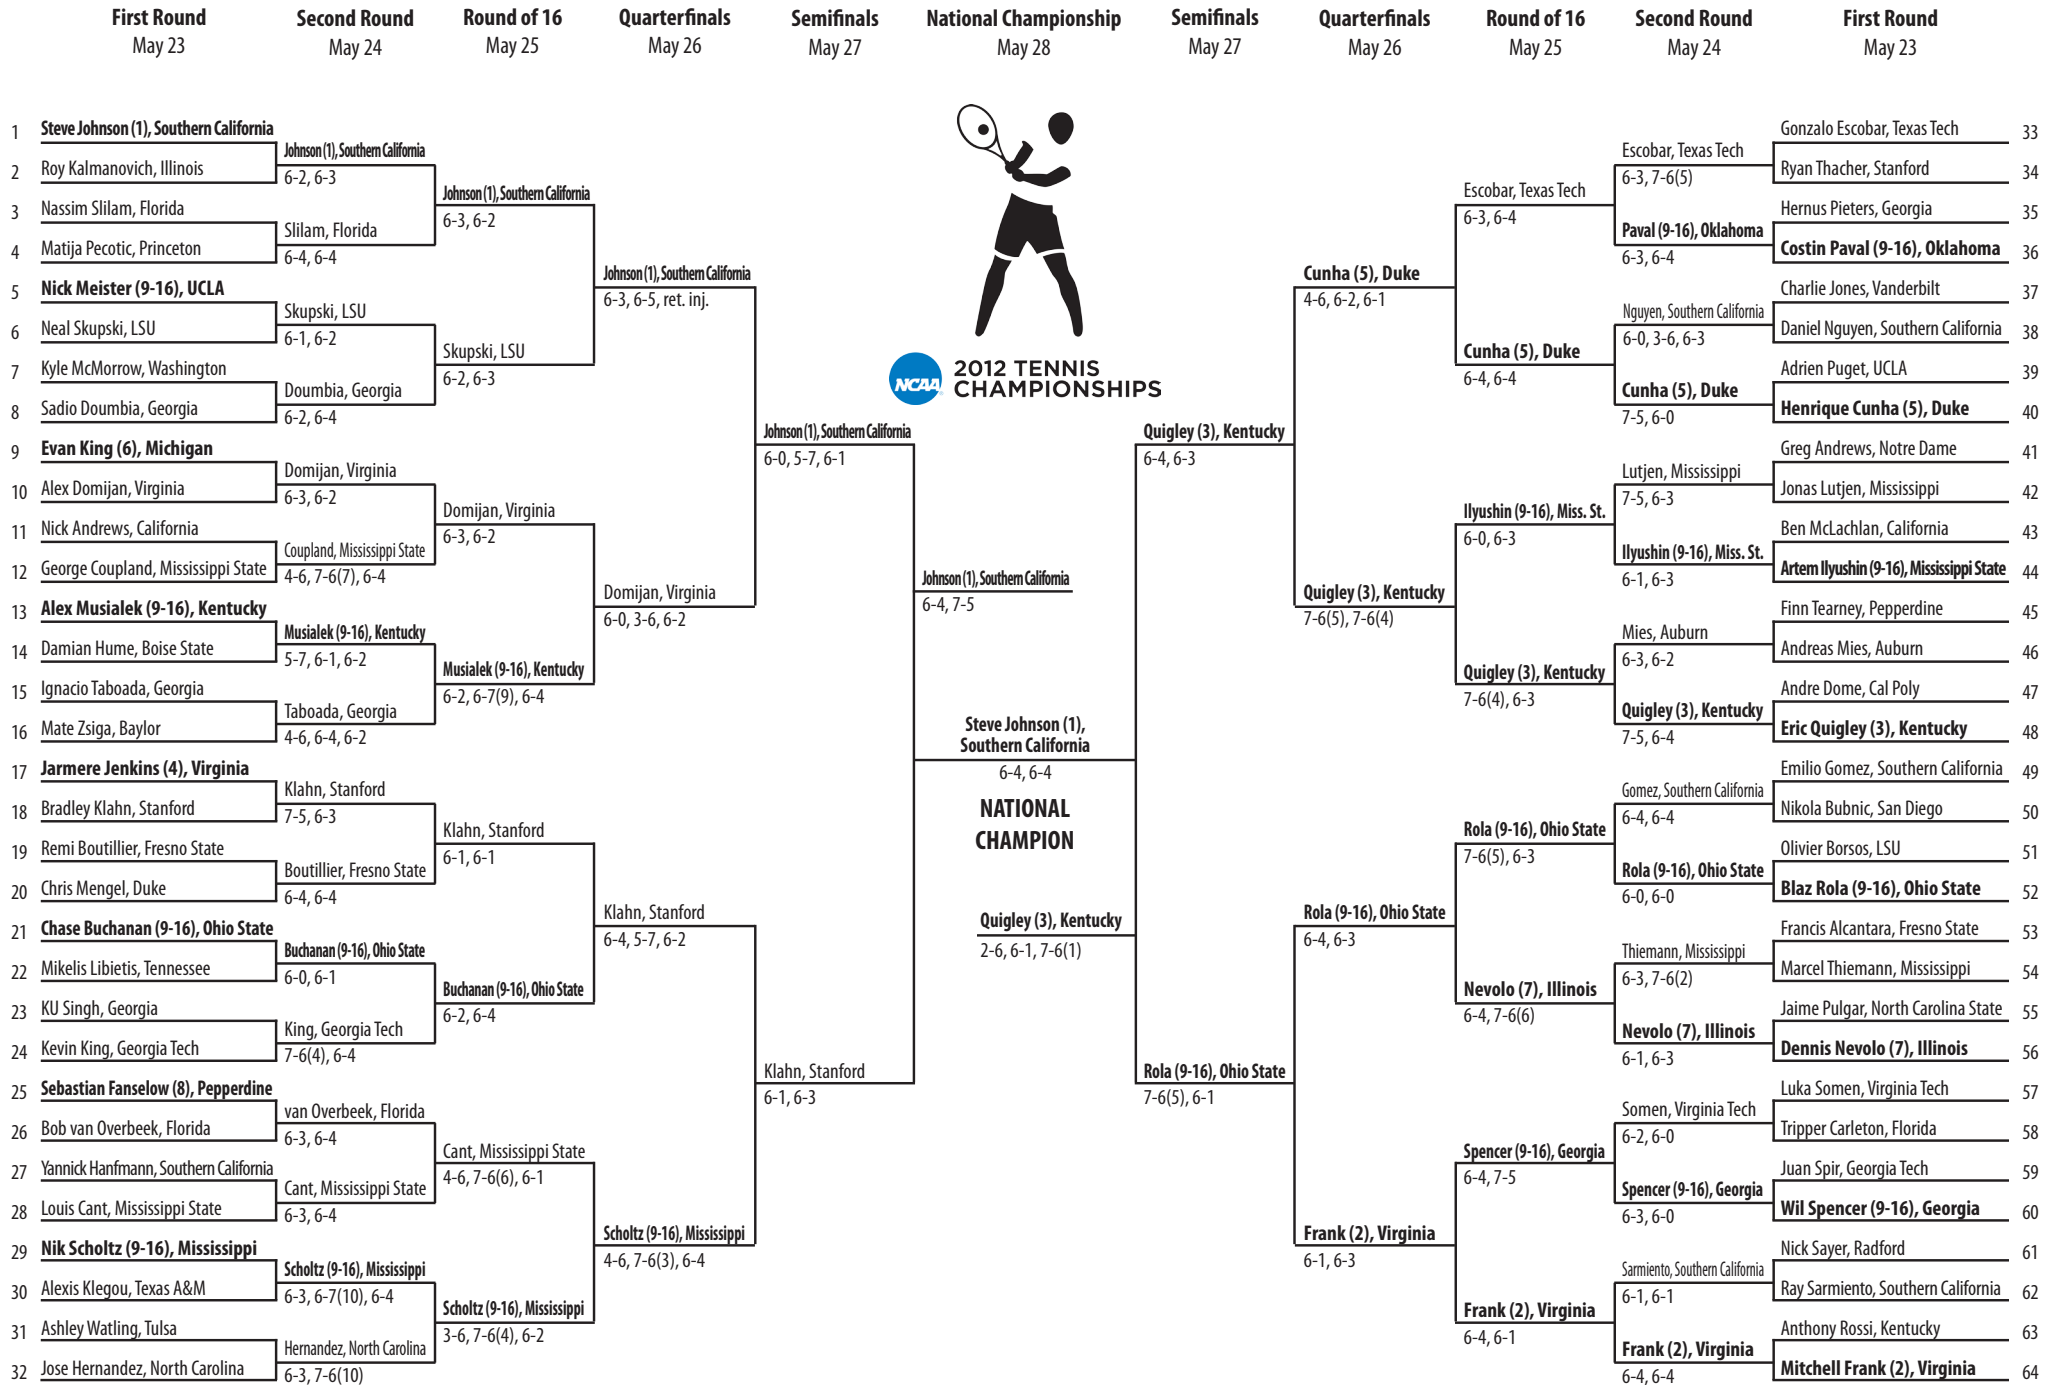 First Round
May 23
Second Round
May 24
Round of 16
May 25
Quarterfinals
May 26
Semifinals
May 27
National Championship
May 28
Semifinals
May 27
Quarterfinals
May 26
Round of 16
May 25
Second Round
May 24
First Round
May 23
1 Steve Johnson (1), Southern California
2 Roy Kalmanovich, Illinois
3 Nassim Slilam, Florida
4 Matija Pecotic, Princeton
5 Nick Meister (9-16), UCLA
6 Neal Skupski, LSU
7 Kyle McMorrow, Washington
8 Sadio Doumbia, Georgia
9 Evan King (6), Michigan
10 Alex Domijan, Virginia
11 Nick Andrews, California
12 George Coupland, Mississippi State
13 Alex Musialek (9-16), Kentucky
14 Damian Hume, Boise State
15 Ignacio Taboada, Georgia
16 Mate Zsiga, Baylor
17 Jarmere Jenkins (4), Virginia
18 Bradley Klahn, Stanford
19 Remi Boutillier, Fresno State
20 Chris Mengel, Duke
21 Chase Buchanan (9-16), Ohio State
22 Mikelis Libietis, Tennessee
23 KU Singh, Georgia
24 Kevin King, Georgia Tech
25 Sebastian Fanselow (8), Pepperdine
26 Bob van Overbeek, Florida
27 Yannick Hanfmann, Southern California
28 Louis Cant, Mississippi State
29 Nik Scholtz (9-16), Mississippi
30 Alexis Klegou, Texas A&M
31 Ashley Watling, Tulsa
32 Jose Hernandez, North Carolina
Johnson (1), Southern California
6-2, 6-3
Slilam, Florida
6-4, 6-4
Skupski, LSU
6-1, 6-2
Doumbia, Georgia
6-2, 6-4
Domijan, Virginia
6-3, 6-2
Coupland, Mississippi State
4-6, 7-6(7), 6-4
Musialek (9-16), Kentucky
5-7, 6-1, 6-2
Taboada, Georgia
4-6, 6-4, 6-2
Klahn, Stanford
7-5, 6-3
Boutillier, Fresno State
6-4, 6-4
Buchanan (9-16), Ohio State
6-0, 6-1
King, Georgia Tech
7-6(4), 6-4
van Overbeek, Florida
6-3, 6-4
Cant, Mississippi State
6-3, 6-4
Scholtz (9-16), Mississippi
6-3, 6-7(10), 6-4
Hernandez, North Carolina
6-3, 7-6(10)
Johnson (1), Southern California
6-3, 6-2
Skupski, LSU
6-2, 6-3
Domijan, Virginia
6-3, 6-2
Musialek (9-16), Kentucky
6-2, 6-7(9), 6-4
Klahn, Stanford
6-1, 6-1
Buchanan (9-16), Ohio State
6-2, 6-4
Cant, Mississippi State
4-6, 7-6(6), 6-1
Scholtz (9-16), Mississippi
3-6, 7-6(4), 6-2
Johnson (1), Southern California
6-3, 6-5, ret. inj.
Domijan, Virginia
6-0, 3-6, 6-2
Klahn, Stanford
6-4, 5-7, 6-2
Scholtz (9-16), Mississippi
4-6, 7-6(3), 6-4
Johnson (1), Southern California
6-0, 5-7, 6-1
Klahn, Stanford
6-1, 6-3
NCAA
2012 TENNIS
CHAMPIONSHIPS
Johnson (1), Southern California
6-4, 7-5
Steve Johnson (1),
Southern California
6-4, 6-4
NATIONAL
CHAMPION
Quigley (3), Kentucky
2-6, 6-1, 7-6(1)
Quigley (3), Kentucky
6-4, 6-3
Rola (9-16), Ohio State
7-6(5), 6-1
Cunha (5), Duke
4-6, 6-2, 6-1
Quigley (3), Kentucky
7-6(5), 7-6(4)
Rola (9-16), Ohio State
6-4, 6-3
Frank (2), Virginia
6-1, 6-3
Escobar, Texas Tech
6-3, 6-4
Cunha (5), Duke
6-4, 6-4
Ilyushin (9-16), Miss. St.
6-0, 6-3
Quigley (3), Kentucky
7-6(4), 6-3
Rola (9-16), Ohio State
7-6(5), 6-3
Nevolo (7), Illinois
6-4, 7-6(6)
Spencer (9-16), Georgia
6-4, 7-5
Frank (2), Virginia
6-4, 6-1
Escobar, Texas Tech
6-3, 7-6(5)
Paval (9-16), Oklahoma
6-3, 6-4
Nguyen, Southern California
6-0, 3-6, 6-3
Cunha (5), Duke
7-5, 6-0
Lutjen, Mississippi
7-5, 6-3
Ilyushin (9-16), Miss. St.
6-1, 6-3
Mies, Auburn
6-3, 6-2
Quigley (3), Kentucky
7-5, 6-4
Gomez, Southern California
6-4, 6-4
Rola (9-16), Ohio State
6-0, 6-0
Thiemann, Mississippi
6-3, 7-6(2)
Nevolo (7), Illinois
6-1, 6-3
Somen, Virginia Tech
6-2, 6-0
Spencer (9-16), Georgia
6-3, 6-0
Sarmiento, Southern California
6-1, 6-1
Frank (2), Virginia
6-4, 6-4
Gonzalo Escobar, Texas Tech 33
Ryan Thacher, Stanford 34
Hernus Pieters, Georgia 35
Costin Paval (9-16), Oklahoma 36
Charlie Jones, Vanderbilt 37
Daniel Nguyen, Southern California 38
Adrien Puget, UCLA 39
Henrique Cunha (5), Duke 40
Greg Andrews, Notre Dame 41
Jonas Lutjen, Mississippi 42
Ben McLachlan, California 43
Artem Ilyushin (9-16), Mississippi State 44
Finn Tearney, Pepperdine 45
Andreas Mies, Auburn 46
Andre Dome, Cal Poly 47
Eric Quigley (3), Kentucky 48
Emilio Gomez, Southern California 49
Nikola Bubnic, San Diego 50
Olivier Borsos, LSU 51
Blaz Rola (9-16), Ohio State 52
Francis Alcantara, Fresno State 53
Marcel Thiemann, Mississippi 54
Jaime Pulgar, North Carolina State 55
Dennis Nevolo (7), Illinois 56
Luka Somen, Virginia Tech 57
Tripper Carleton, Florida 58
Juan Spir, Georgia Tech 59
Wil Spencer (9-16), Georgia 60
Nick Sayer, Radford 61
Ray Sarmiento, Southern California 62
Anthony Rossi, Kentucky 63
Mitchell Frank (2), Virginia 64